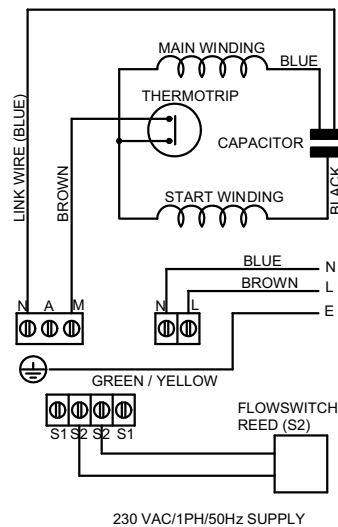 MAIN WINDING
BLUE
THERMOTRIP
CAPACITOR
LINK WIRE (BLUE)
BROWN
BLACK
START WINDING
BLUE N
BROWN L
E
N A M
N L
GREEN / YELLOW
S1 S2 S2 S1
FLOWSWITCH
REED (S2)
230 VAC/1PH/50Hz SUPPLY